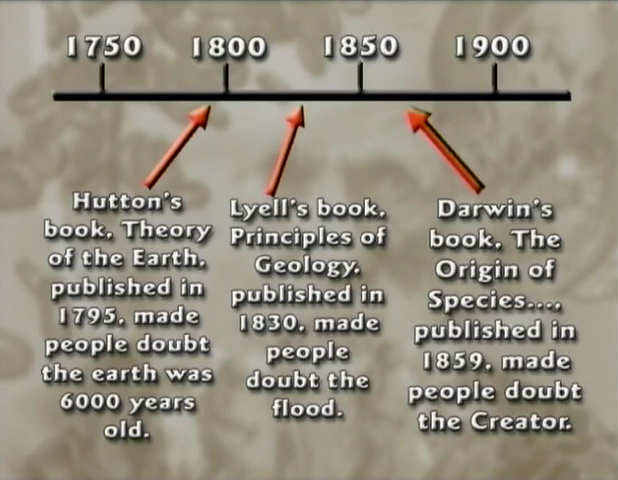 1750 1800 1850 1900
Hutton's
book, Theory
of the Earth,
published in
1795, made
people doubt
the earth was
6000 years
old.
Lyell's book,
Principles of
Geology,
published in
1830, made
people
doubt the
flood.
Darwin's
book, The
Origin of
Species....,
published in
1859, made
people doubt
the Creator.